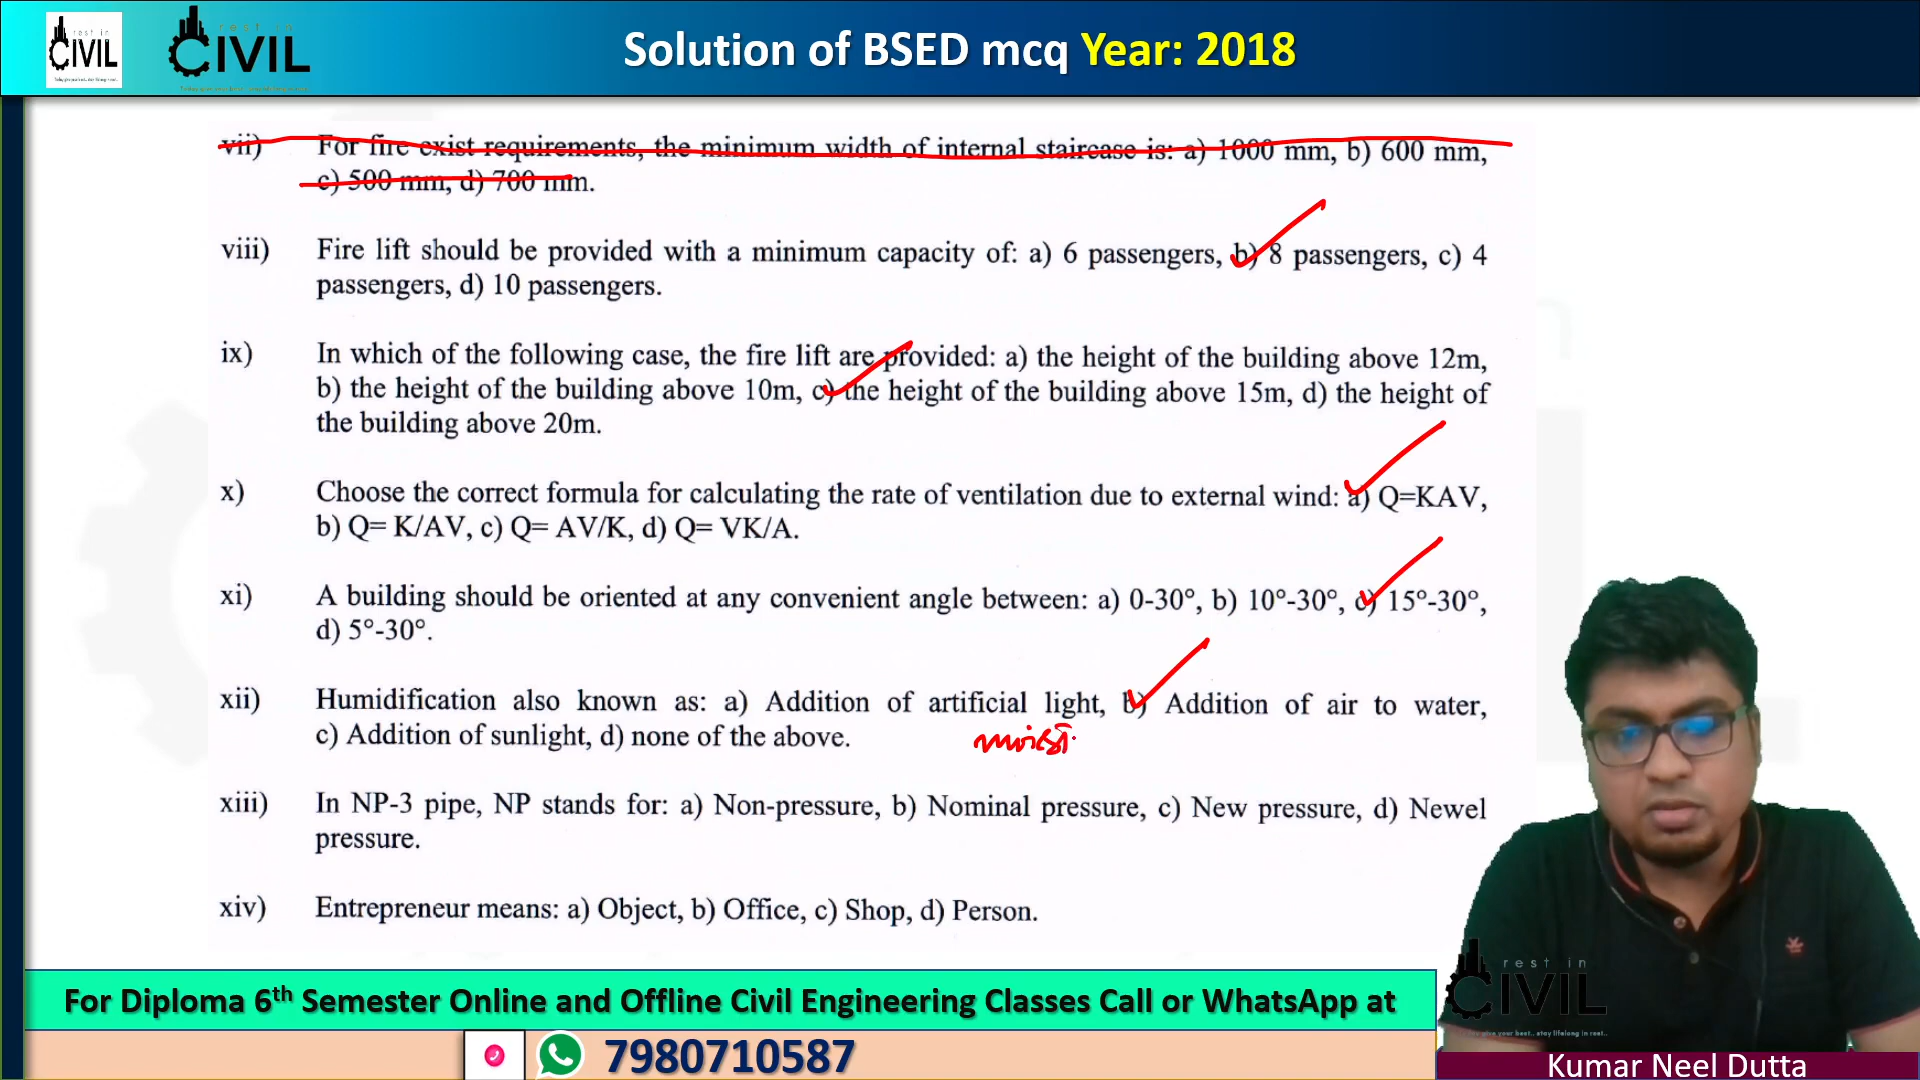 rest in
CIVIL
rest in
CIVIL
Solution of BSED mcq Year: 2018
vii) For fire exist requirements, the minimum width of internal staircase is: a) 1000 mm, b) 600 mm,
c) 500 mm, d) 700 mm.
viii) Fire lift should be provided with a minimum capacity of: a) 6 passengers, b) 8 passengers, c) 4
passengers, d) 10 passengers.
ix) In which of the following case, the fire lift are provided: a) the height of the building above 12m,
b) the height of the building above 10m, c) the height of the building above 15m, d) the height of
the building above 20m.
x) Choose the correct formula for calculating the rate of ventilation due to external wind: a) Q=KAV,
b) Q= K/AV, c) Q= AV/K, d) Q= VK/A.
xi) A building should be oriented at any convenient angle between: a) 0-30°, b) 10°-30°, c) 15°-30°,
d) 5°-30°.
xii) Humidification also known as: a) Addition of artificial light, b) Addition of air to water,
c) Addition of sunlight, d) none of the above.
xiii) In NP-3 pipe, NP stands for: a) Non-pressure, b) Nominal pressure, c) New pressure, d) Newel
pressure.
xiv) Entrepreneur means: a) Object, b) Office, c) Shop, d) Person.
rest in
CIVIL
For Diploma 6th Semester Online and Offline Civil Engineering Classes Call or WhatsApp at
7980710587
Kumar Neel Dutta